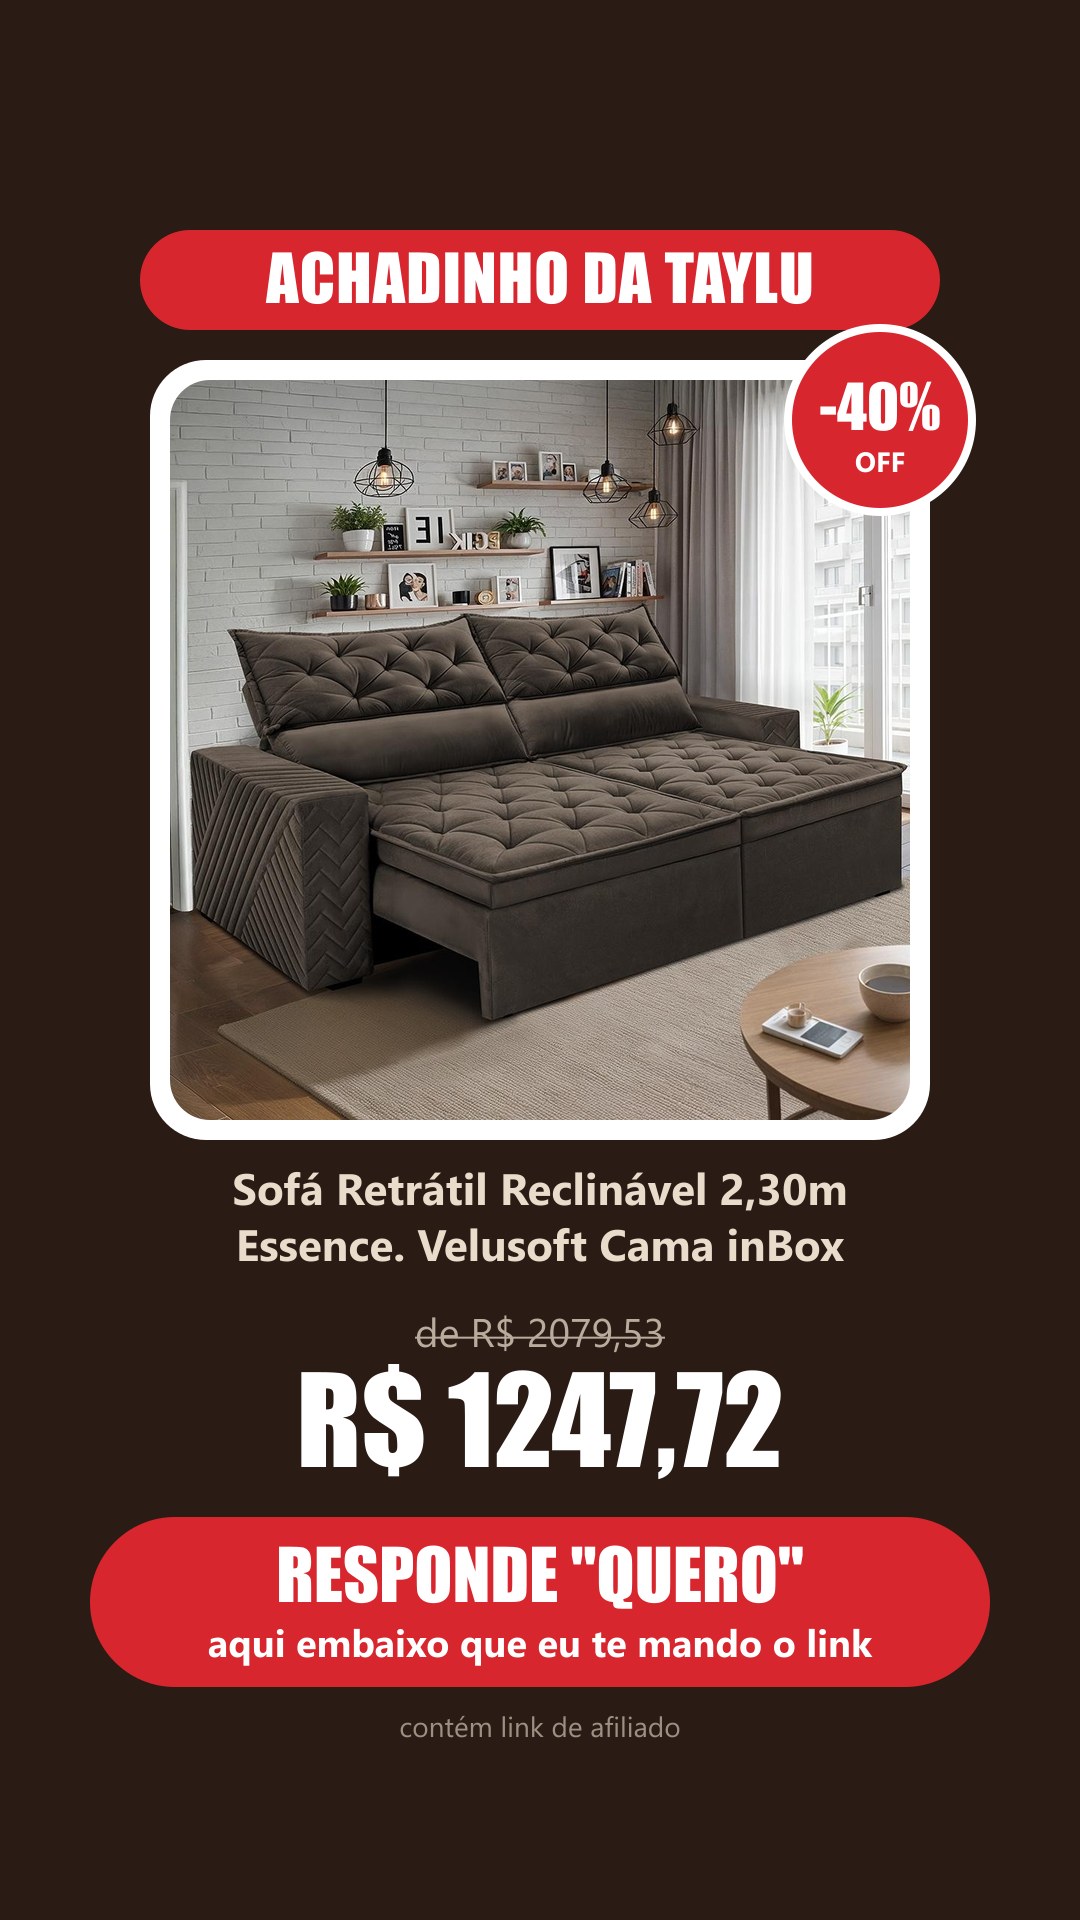 ACHADINHO DA TAYLU
-40%
OFF
Sofá Retrátil Reclinável 2,30m
Essence. Velusoft Cama inBox
de R$ 2079,53
R$ 1247,72
RESPONDE "QUERO"
aqui embaixo que eu te mando o link
contém link de afiliado